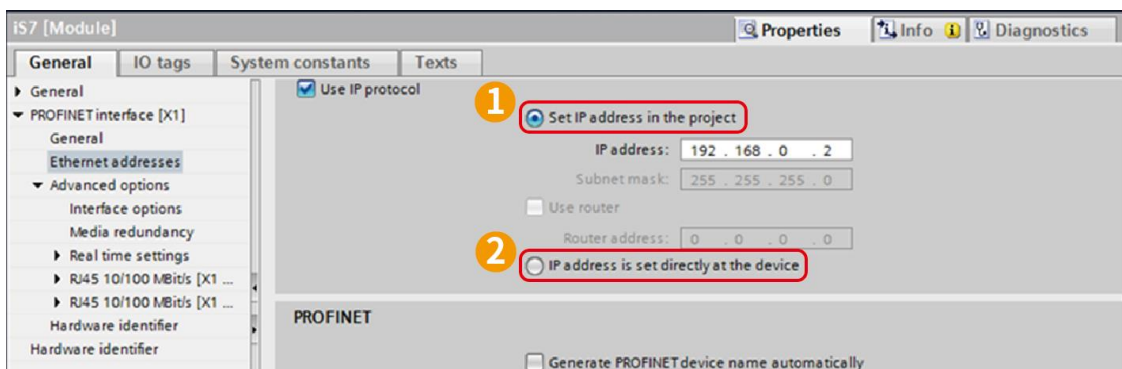 iS7 [Module]
Properties Info Diagnostics
General IO tags System constants Texts
General
PROFINET interface [X1]
General
Ethernet addresses
Advanced options
Interface options
Media redundancy
Real time settings
RJ45 10/100 MBit/s [X1 ...
RJ45 10/100 MBit/s [X1 ...
Hardware identifier
Hardware identifier
Use IP protocol
1
Set IP address in the project
IP address: 192 . 168 . 0 . 2
Subnet mask: 255 . 255 . 255 . 0
Use router
Router address: 0 . 0 . 0 . 0
2
IP address is set directly at the device
PROFINET
Generate PROFINET device name automatically